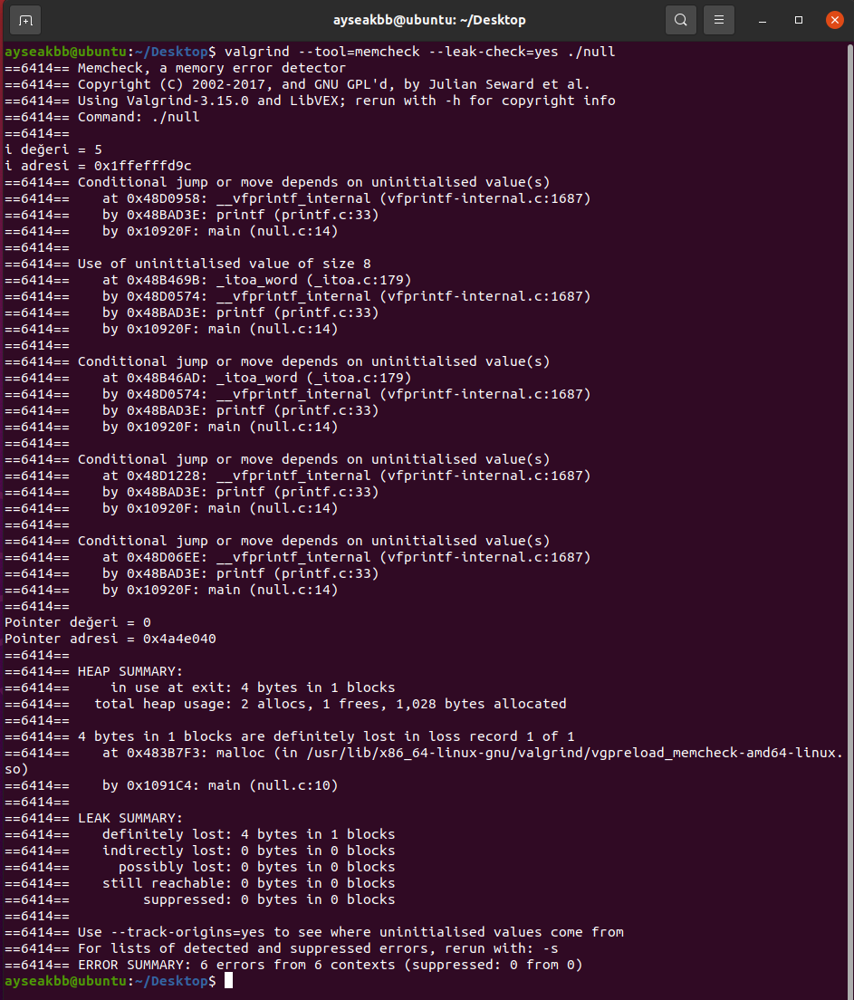 ayseakbb@ubuntu: ~/Desktop
ayseakbb@ubuntu:~/Desktop$ valgrind --tool=memcheck --leak-check=yes ./null
==6414== Memcheck, a memory error detector
==6414== Copyright (C) 2002-2017, and GNU GPL'd, by Julian Seward et al.
==6414== Using Valgrind-3.15.0 and LibVEX; rerun with -h for copyright info
==6414== Command: ./null
==6414==
i değeri = 5
i adresi = 0x1ffefffd9c
==6414== Conditional jump or move depends on uninitialised value(s)
==6414==    at 0x48D0958: __vfprintf_internal (vfprintf-internal.c:1687)
==6414==    by 0x48BAD3E: printf (printf.c:33)
==6414==    by 0x10920F: main (null.c:14)
==6414==
==6414== Use of uninitialised value of size 8
==6414==    at 0x48B469B: _itoa_word (_itoa.c:179)
==6414==    by 0x48D0574: __vfprintf_internal (vfprintf-internal.c:1687)
==6414==    by 0x48BAD3E: printf (printf.c:33)
==6414==    by 0x10920F: main (null.c:14)
==6414==
==6414== Conditional jump or move depends on uninitialised value(s)
==6414==    at 0x48B46AD: _itoa_word (_itoa.c:179)
==6414==    by 0x48D0574: __vfprintf_internal (vfprintf-internal.c:1687)
==6414==    by 0x48BAD3E: printf (printf.c:33)
==6414==    by 0x10920F: main (null.c:14)
==6414==
==6414== Conditional jump or move depends on uninitialised value(s)
==6414==    at 0x48D1228: __vfprintf_internal (vfprintf-internal.c:1687)
==6414==    by 0x48BAD3E: printf (printf.c:33)
==6414==    by 0x10920F: main (null.c:14)
==6414==
==6414== Conditional jump or move depends on uninitialised value(s)
==6414==    at 0x48D06EE: __vfprintf_internal (vfprintf-internal.c:1687)
==6414==    by 0x48BAD3E: printf (printf.c:33)
==6414==    by 0x10920F: main (null.c:14)
==6414==
Pointer değeri = 0
Pointer adresi = 0x4a4e040
==6414==
==6414== HEAP SUMMARY:
==6414==     in use at exit: 4 bytes in 1 blocks
==6414==   total heap usage: 2 allocs, 1 frees, 1,028 bytes allocated
==6414==
==6414== 4 bytes in 1 blocks are definitely lost in loss record 1 of 1
==6414==    at 0x483B7F3: malloc (in /usr/lib/x86_64-linux-gnu/valgrind/vgpreload_memcheck-amd64-linux.
so)
==6414==    by 0x1091C4: main (null.c:10)
==6414==
==6414== LEAK SUMMARY:
==6414==    definitely lost: 4 bytes in 1 blocks
==6414==    indirectly lost: 0 bytes in 0 blocks
==6414==      possibly lost: 0 bytes in 0 blocks
==6414==    still reachable: 0 bytes in 0 blocks
==6414==         suppressed: 0 bytes in 0 blocks
==6414==
==6414== Use --track-origins=yes to see where uninitialised values come from
==6414== For lists of detected and suppressed errors, rerun with: -s
==6414== ERROR SUMMARY: 6 errors from 6 contexts (suppressed: 0 from 0)
ayseakbb@ubuntu:~/Desktop$